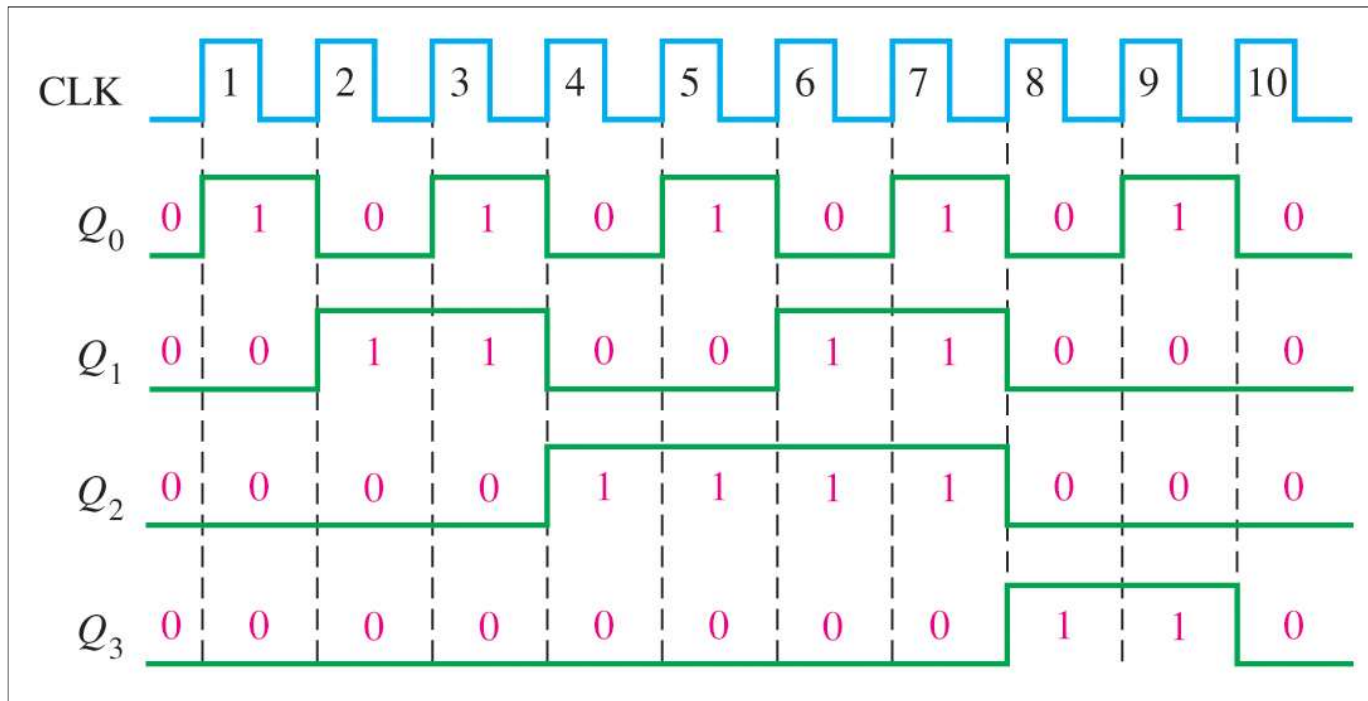 CLK 1 2 3 4 5 6 7 8 9 10
Q0 0 1 0 1 0 1 0 1 0 1 0
Q1 0 0 1 1 0 0 1 1 0 0 0
Q2 0 0 0 0 1 1 1 1 0 0 0
Q3 0 0 0 0 0 0 0 0 1 1 0